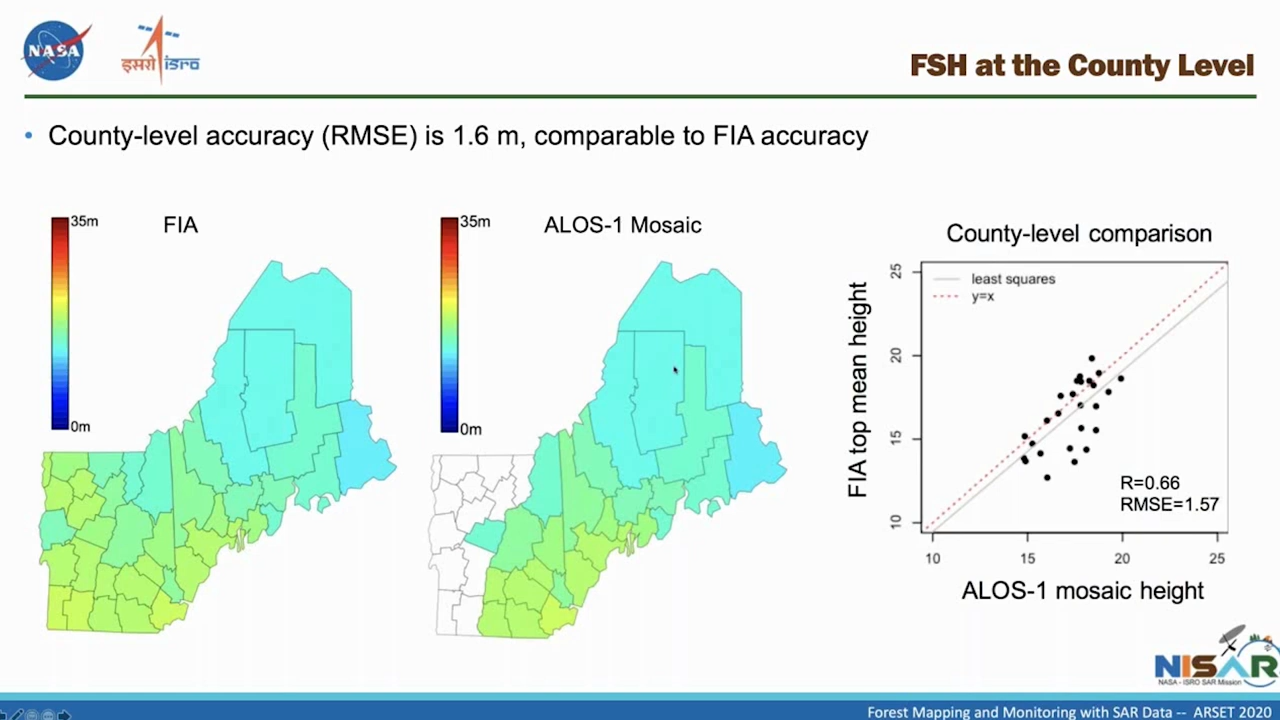 NASA
इसरो isro
FSH at the County Level
• County-level accuracy (RMSE) is 1.6 m, comparable to FIA accuracy
35m
FIA
0m
35m
ALOS-1 Mosaic
0m
County-level comparison
least squares
y=x
FIA top mean height
25
20
15
10
R=0.66
RMSE=1.57
10 15 20 25
ALOS-1 mosaic height
NISAR
NASA - ISRO SAR Mission
Forest Mapping and Monitoring with SAR Data -- ARSET 2020